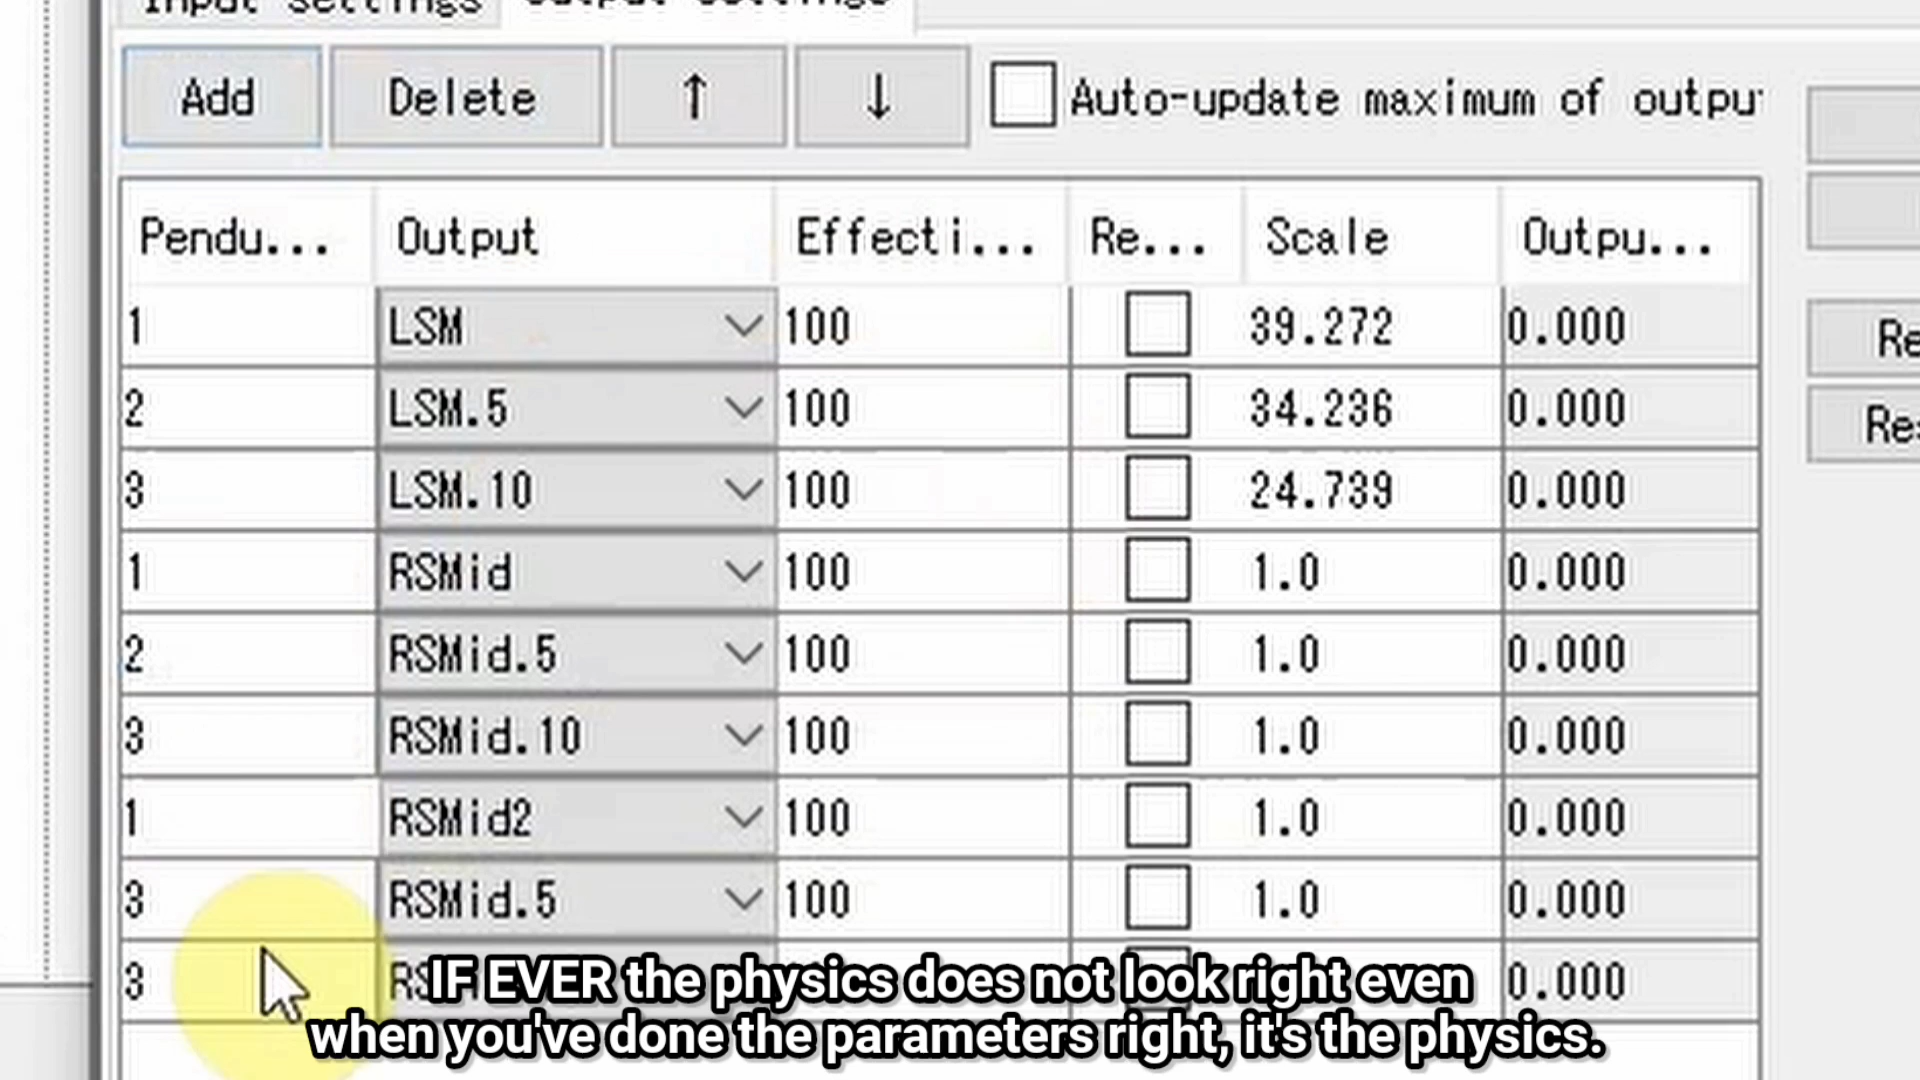 Input settings Output settings
Add Delete ↑ ↓ Auto-update maximum of outpu
Pendu... Output Effecti... Re... Scale Outpu...
1 LSM 100 39.272 0.000
2 LSM.5 100 34.236 0.000
3 LSM.10 100 24.739 0.000
1 RSMid 100 1.0 0.000
2 RSMid.5 100 1.0 0.000
3 RSMid.10 100 1.0 0.000
1 RSMid2 100 1.0 0.000
3 RSMid.5 100 1.0 0.000
3 RS 0.000
IF EVER the physics does not look right even
when you've done the parameters right, it's the physics.